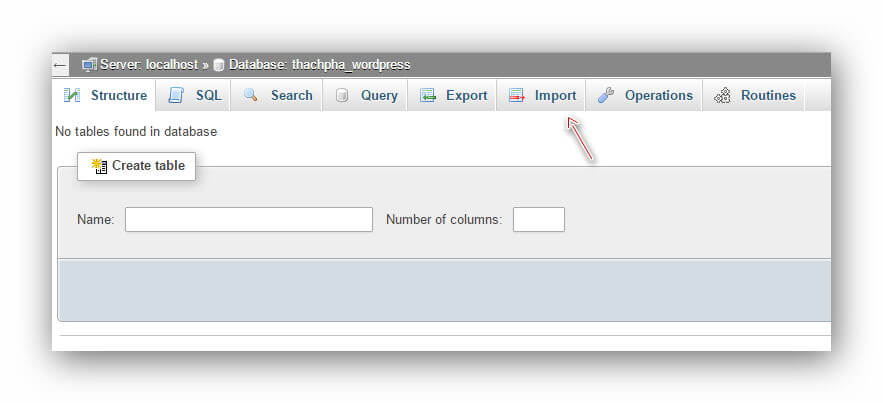 ← Server: localhost » Database: thachpha_wordpress
Structure SQL Search Query Export Import Operations Routines
No tables found in database
Create table
Name: Number of columns: